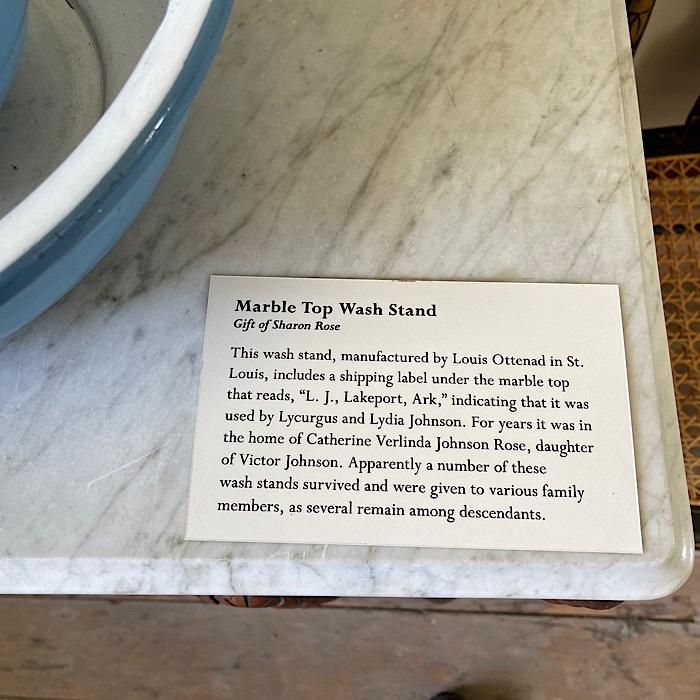 Marble Top Wash Stand
Gift of Sharon Rose
This wash stand, manufactured by Louis Ottenad in St.
Louis, includes a shipping label under the marble top
that reads, “L. J., Lakeport, Ark,” indicating that it was
used by Lycurgus and Lydia Johnson. For years it was in
the home of Catherine Verlinda Johnson Rose, daughter
of Victor Johnson. Apparently a number of these
wash stands survived and were given to various family
members, as several remain among descendants.